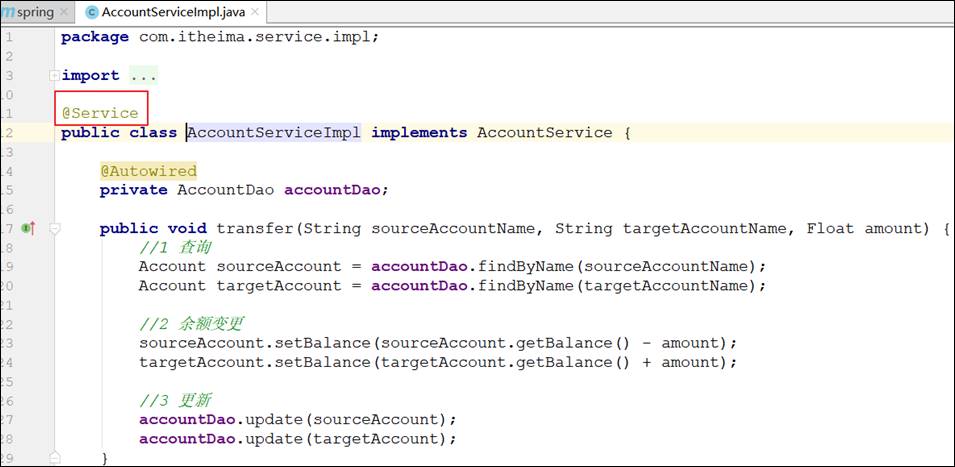 spring AccountServiceImpl.java
1 package com.itheima.service.impl;
2
3 import ...
10
11 @Service
12 public class AccountServiceImpl implements AccountService {
13
14 @Autowired
15 private AccountDao accountDao;
16
17 public void transfer(String sourceAccountName, String targetAccountName, Float amount) {
18 //1 查询
19 Account sourceAccount = accountDao.findByName(sourceAccountName);
20 Account targetAccount = accountDao.findByName(targetAccountName);
21
22 //2 余额变更
23 sourceAccount.setBalance(sourceAccount.getBalance() - amount);
24 targetAccount.setBalance(targetAccount.getBalance() + amount);
25
26 //3 更新
27 accountDao.update(sourceAccount);
28 accountDao.update(targetAccount);
29 }